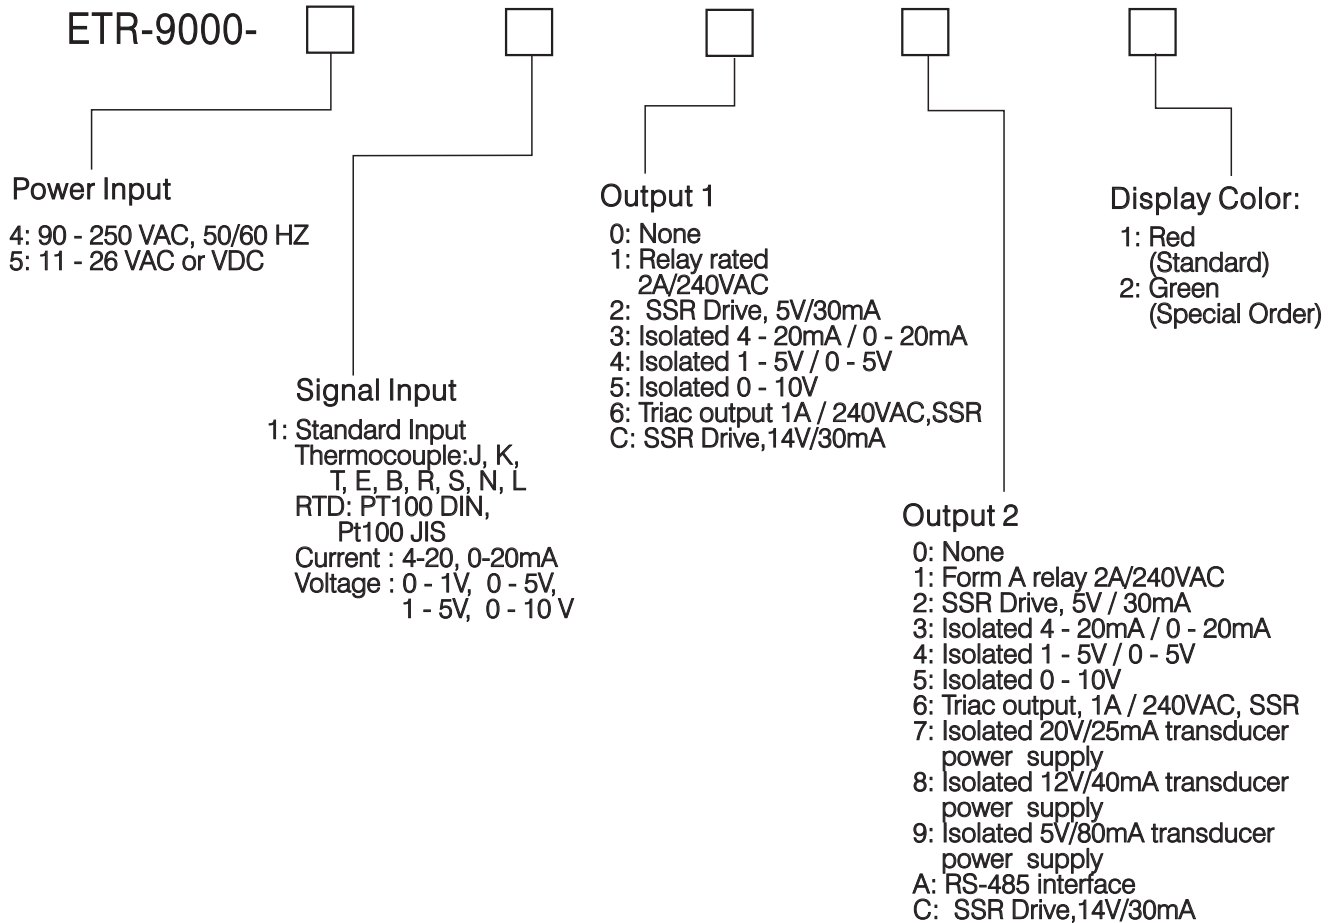 ETR-9000-
Power Input
4: 90 - 250 VAC, 50/60 HZ
5: 11 - 26 VAC or VDC
Signal Input
1: Standard Input
Thermocouple:J, K,
T, E, B, R, S, N, L
RTD: PT100 DIN,
Pt100 JIS
Current : 4-20, 0-20mA
Voltage : 0 - 1V, 0 - 5V,
1 - 5V, 0 - 10 V
Output 1
0: None
1: Relay rated
2A/240VAC
2: SSR Drive, 5V/30mA
3: Isolated 4 - 20mA / 0 - 20mA
4: Isolated 1 - 5V / 0 - 5V
5: Isolated 0 - 10V
6: Triac output 1A / 240VAC,SSR
C: SSR Drive,14V/30mA
Output 2
0: None
1: Form A relay 2A/240VAC
2: SSR Drive, 5V / 30mA
3: Isolated 4 - 20mA / 0 - 20mA
4: Isolated 1 - 5V / 0 - 5V
5: Isolated 0 - 10V
6: Triac output, 1A / 240VAC, SSR
7: Isolated 20V/25mA transducer
power supply
8: Isolated 12V/40mA transducer
power supply
9: Isolated 5V/80mA transducer
power supply
A: RS-485 interface
C: SSR Drive,14V/30mA
Display Color:
1: Red
(Standard)
2: Green
(Special Order)